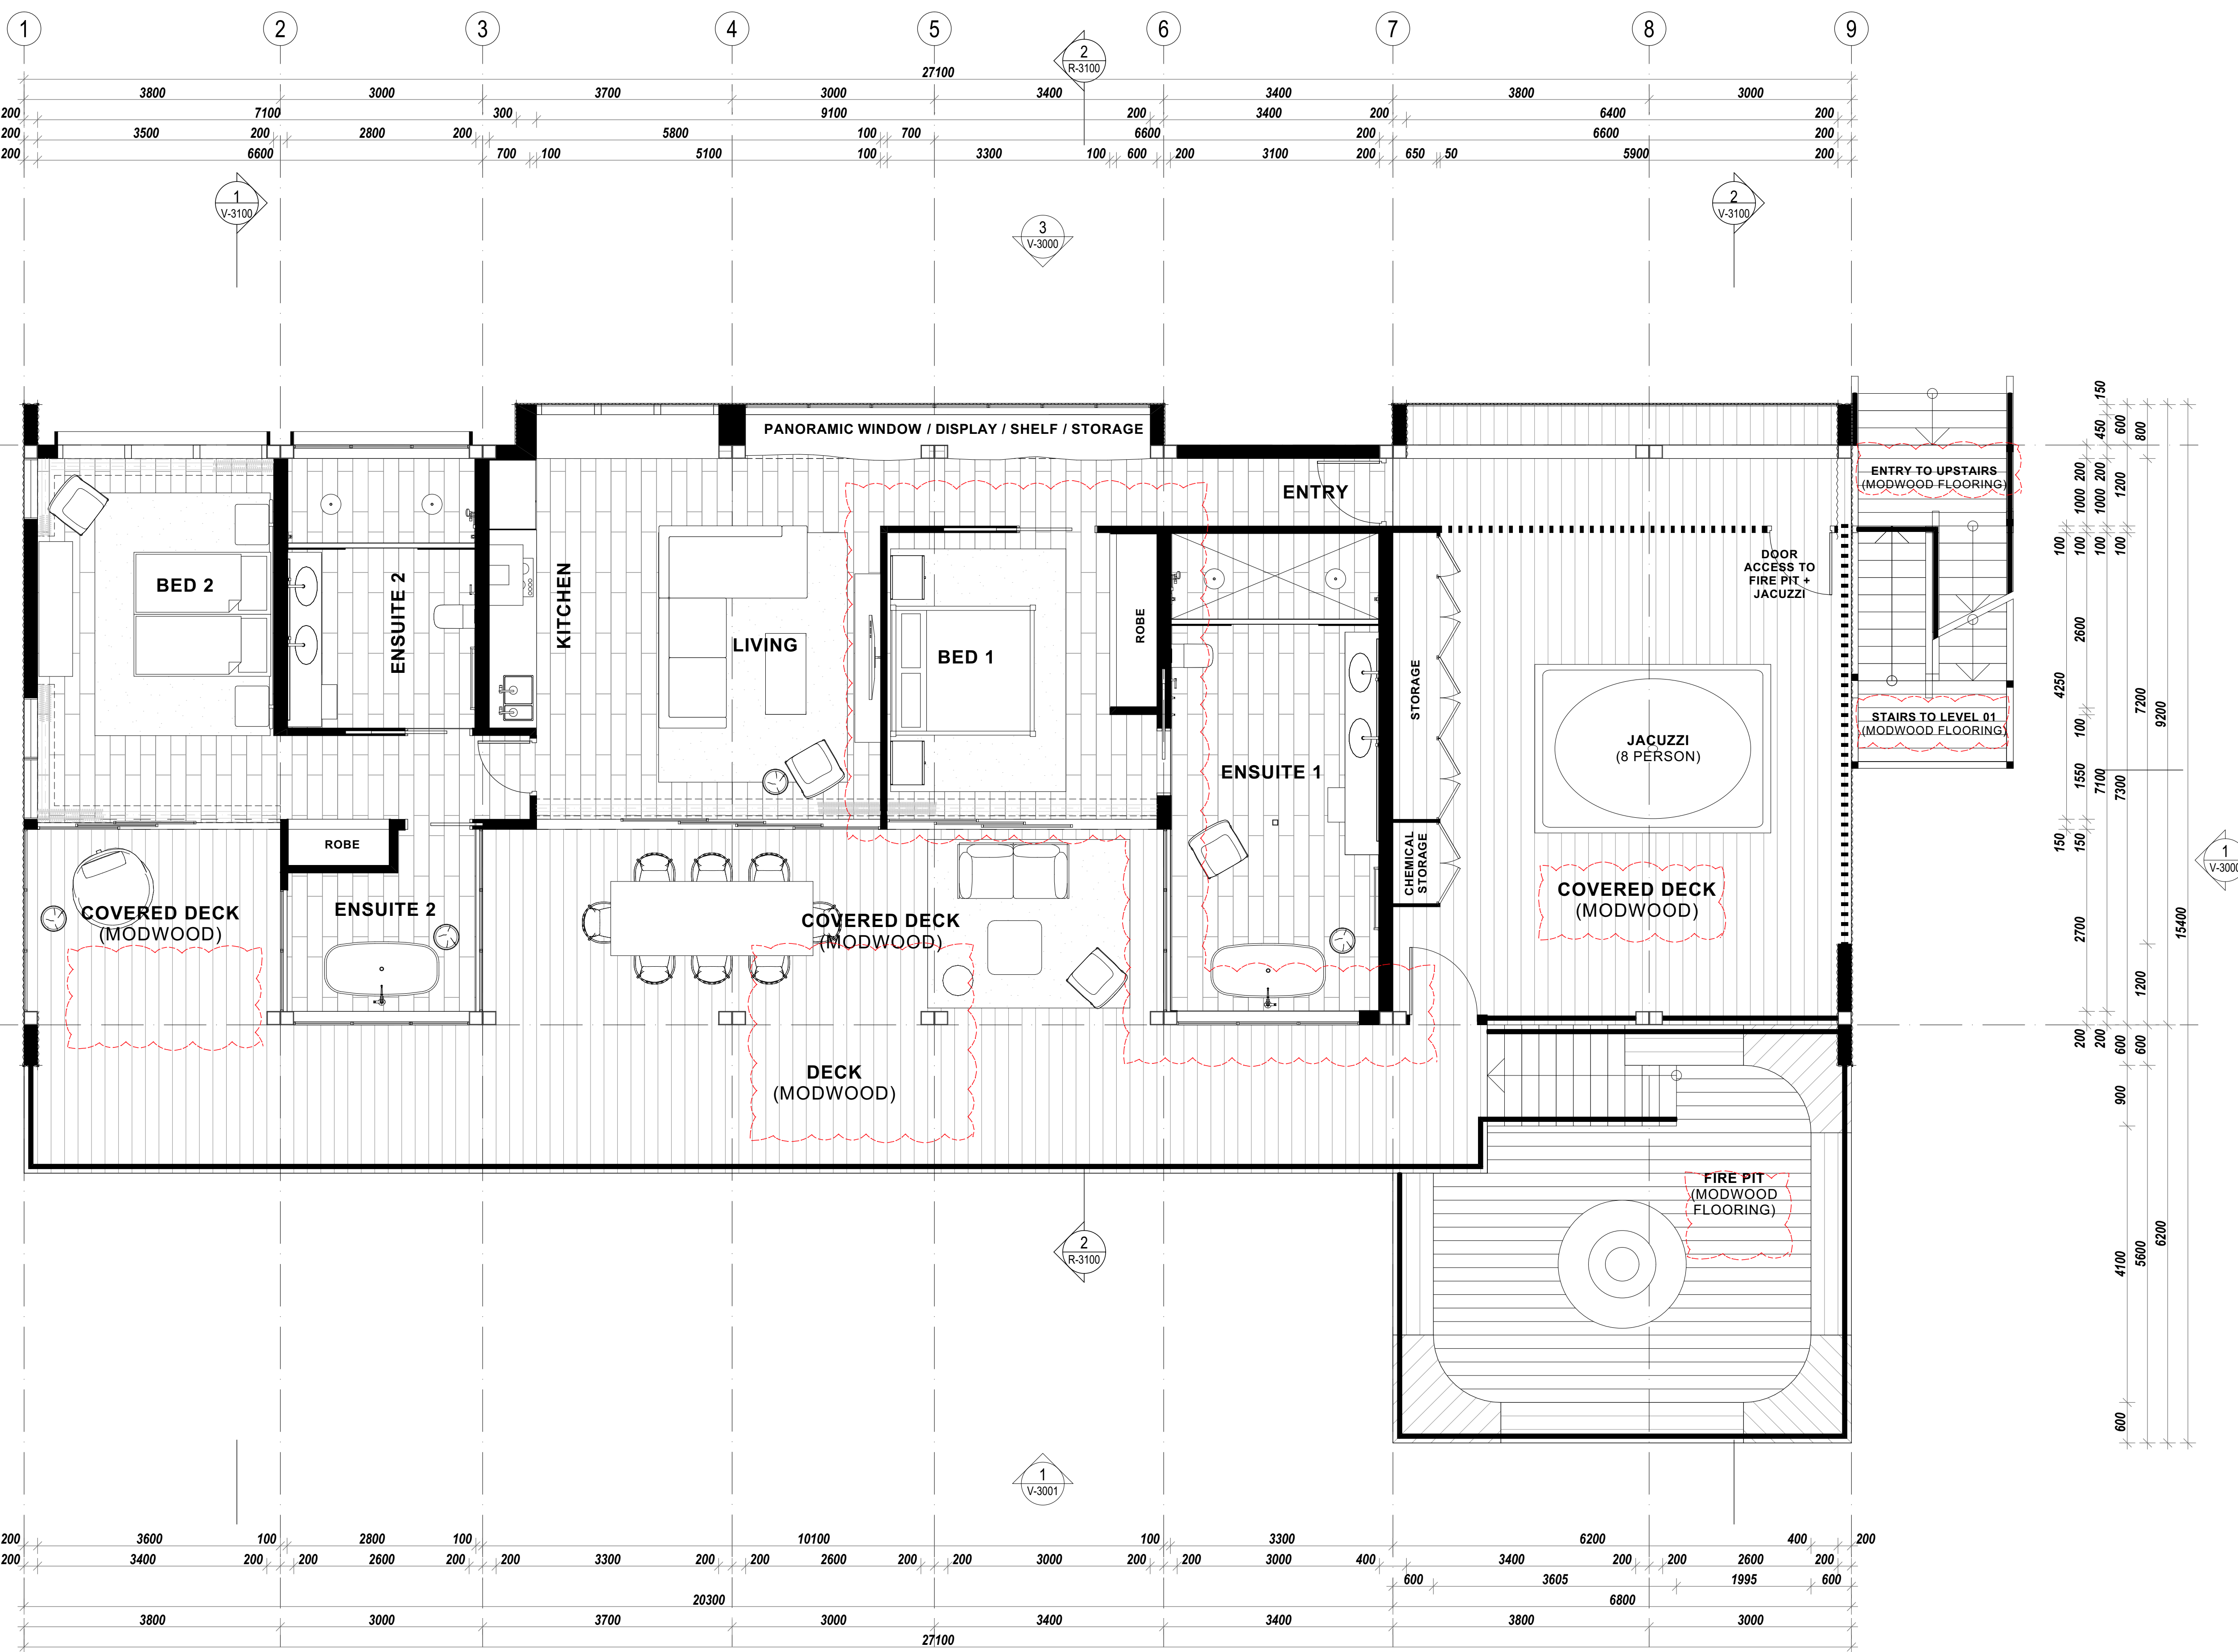 1 2 3 4 5 6 7 8 9
2
R-3100
27100
3800 3000 3700 3000 3400 3400 3800 3000
200 7100 300 9100 200 3400 200 6400 200
200 3500 200 2800 200 5800 100 700 6600 200 6600 200
200 6600 700 100 5100 100 3300 100 600 200 3100 200 650 50 5900 200
1
V-3100
2
V-3100
3
V-3000
PANORAMIC WINDOW / DISPLAY / SHELF / STORAGE
ENTRY
ENTRY TO UPSTAIRS
(MODWOOD FLOORING)
DOOR
ACCESS TO
FIRE PIT +
JACUZZI
BED 2
ENSUITE 2
KITCHEN
LIVING
BED 1
ROBE
STORAGE
STAIRS TO LEVEL 01
(MODWOOD FLOORING)
JACUZZI
(8 PERSON)
ENSUITE 1
ROBE
CHEMICAL
STORAGE
COVERED DECK
(MODWOOD)
ENSUITE 2
COVERED DECK
(MODWOOD)
COVERED DECK
(MODWOOD)
DECK
(MODWOOD)
FIRE PIT
(MODWOOD
FLOORING)
2
R-3100
1
V-3001
1
V-3000
100 4250 150
200 1000 100 2600 100 1550 150 2700 200
150 450 200 1000 100 7100 200
600 1200 100 7300 600 900 4100 600
800 7200 1200 600 5600
9200 6200
15400
200 3600 100 2800 100 10100 100 3300 6200 400 200
200 3400 200 200 2600 200 200 3300 200 200 2600 200 200 3000 200 200 3000 400 3400 200 200 2600 200
600 3605 1995 600
20300 6800
3800 3000 3700 3000 3400 3400 3800 3000
27100